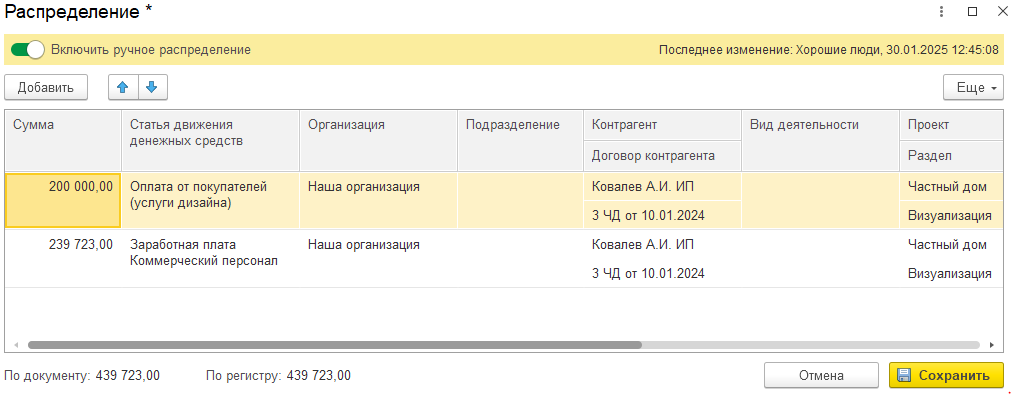 Распределение *
Включить ручное распределение
Последнее изменение: Хорошие люди, 30.01.2025 12:45:08
Добавить
Еще
Сумма
Статья движения
денежных средств
Организация
Подразделение
Контрагент
Договор контрагента
Вид деятельности
Проект
Раздел
200 000,00
Оплата от покупателей
(услуги дизайна)
Наша организация
Ковалев А.И. ИП
3 ЧД от 10.01.2024
Частный дом
Визуализация
239 723,00
Заработная плата
Коммерческий персонал
Наша организация
Ковалев А.И. ИП
3 ЧД от 10.01.2024
Частный дом
Визуализация
По документу: 439 723,00
По регистру: 439 723,00
Отмена
Сохранить